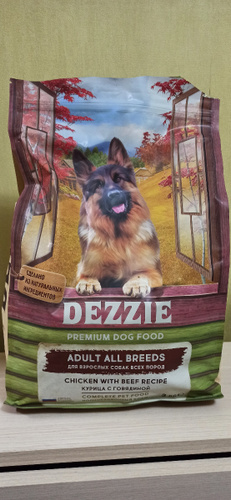 СДЕЛАНО
ИЗ НАТУРАЛЬНЫХ
ИНГРЕДИЕНТОВ
DEZZIE
PREMIUM DOG FOOD
ADULT ALL BREEDS
ДЛЯ ВЗРОСЛЫХ СОБАК ВСЕХ ПОРОД
CHICKEN WITH BEEF RECIPE
КУРИЦА С ГОВЯДИНОЙ
COMPLETE PET FOOD